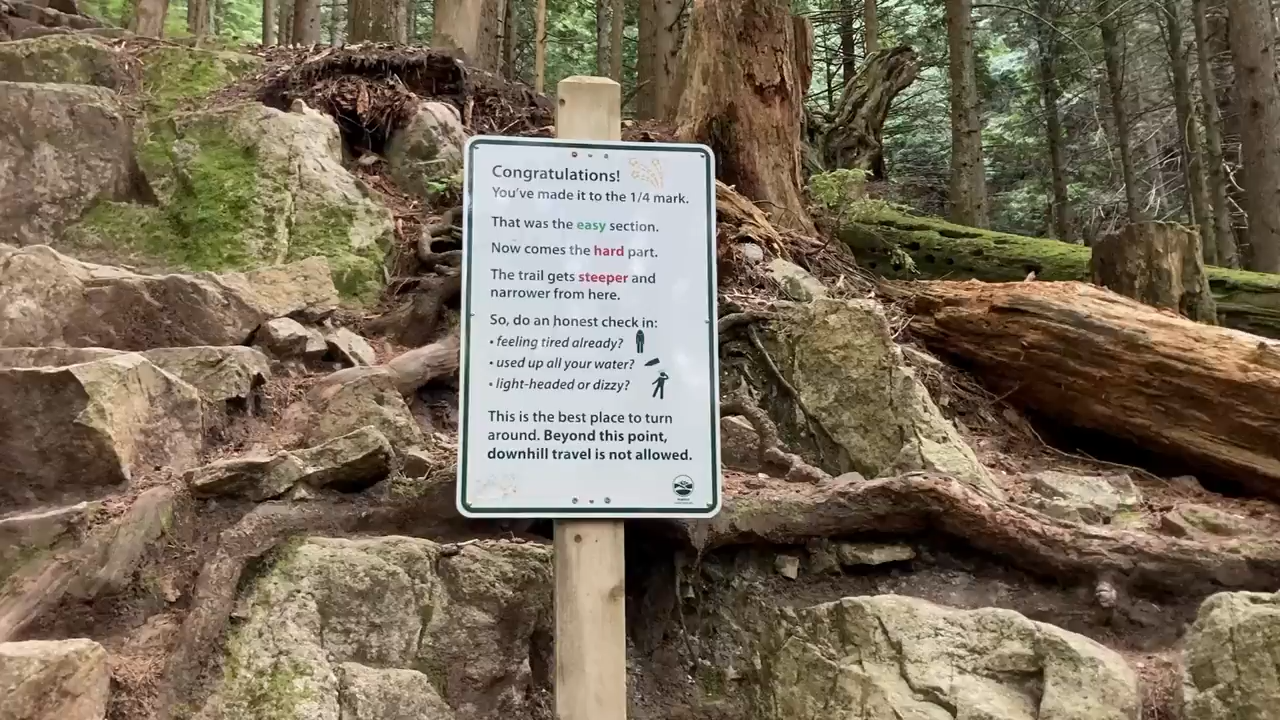 Congratulations!
You've made it to the 1/4 mark.
That was the easy section.
Now comes the hard part.
The trail gets steeper and
narrower from here.
So, do an honest check in:
• feeling tired already?
• used up all your water?
• light-headed or dizzy?
This is the best place to turn
around. Beyond this point,
downhill travel is not allowed.